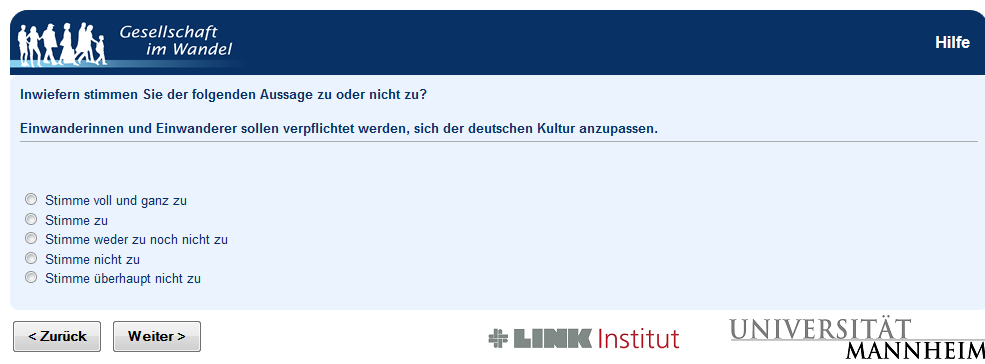 Gesellschaft
im Wandel
Hilfe
Inwiefern stimmen Sie der folgenden Aussage zu oder nicht zu?
Einwanderinnen und Einwanderer sollen verpflichtet werden, sich der deutschen Kultur anzupassen.
Stimme voll und ganz zu
Stimme zu
Stimme weder zu noch nicht zu
Stimme nicht zu
Stimme überhaupt nicht zu
< Zurück
Weiter >
LINK Institut
UNIVERSITÄT
MANNHEIM